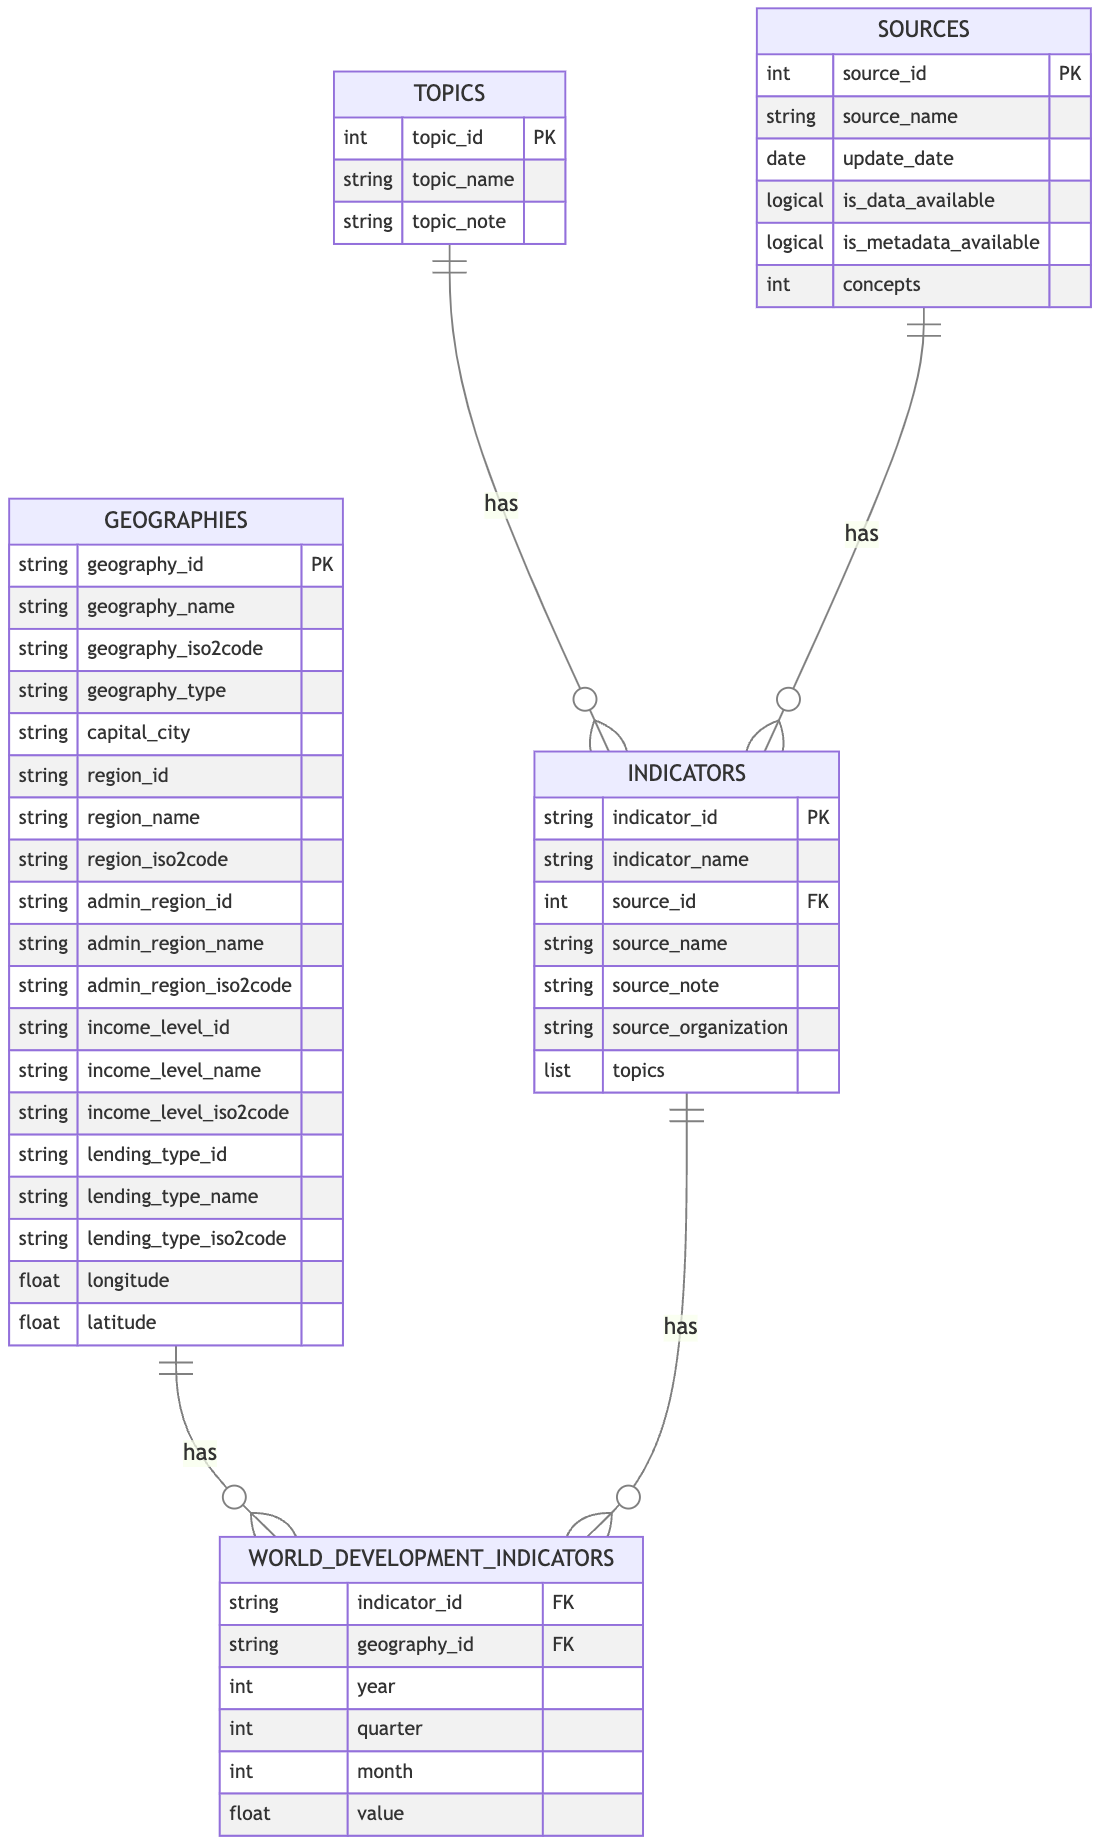 SOURCES
int source_id PK
string source_name
date update_date
logical is_data_available
logical is_metadata_available
int concepts
TOPICS
int topic_id PK
string topic_name
string topic_note
has
has
GEOGRAPHIES
string geography_id PK
string geography_name
string geography_iso2code
string geography_type
string capital_city
string region_id
string region_name
string region_iso2code
string admin_region_id
string admin_region_name
string admin_region_iso2code
string income_level_id
string income_level_name
string income_level_iso2code
string lending_type_id
string lending_type_name
string lending_type_iso2code
float longitude
float latitude
INDICATORS
string indicator_id PK
string indicator_name
int source_id FK
string source_name
string source_note
string source_organization
list topics
has
has
WORLD_DEVELOPMENT_INDICATORS
string indicator_id FK
string geography_id FK
int year
int quarter
int month
float value